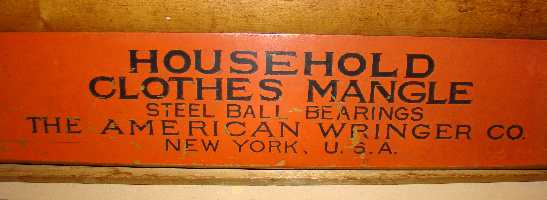 HOUSEHOLD
CLOTHES MANGLE
STEEL BALL BEARINGS
THE AMERICAN WRINGER CO.
NEW YORK, U.S.A.